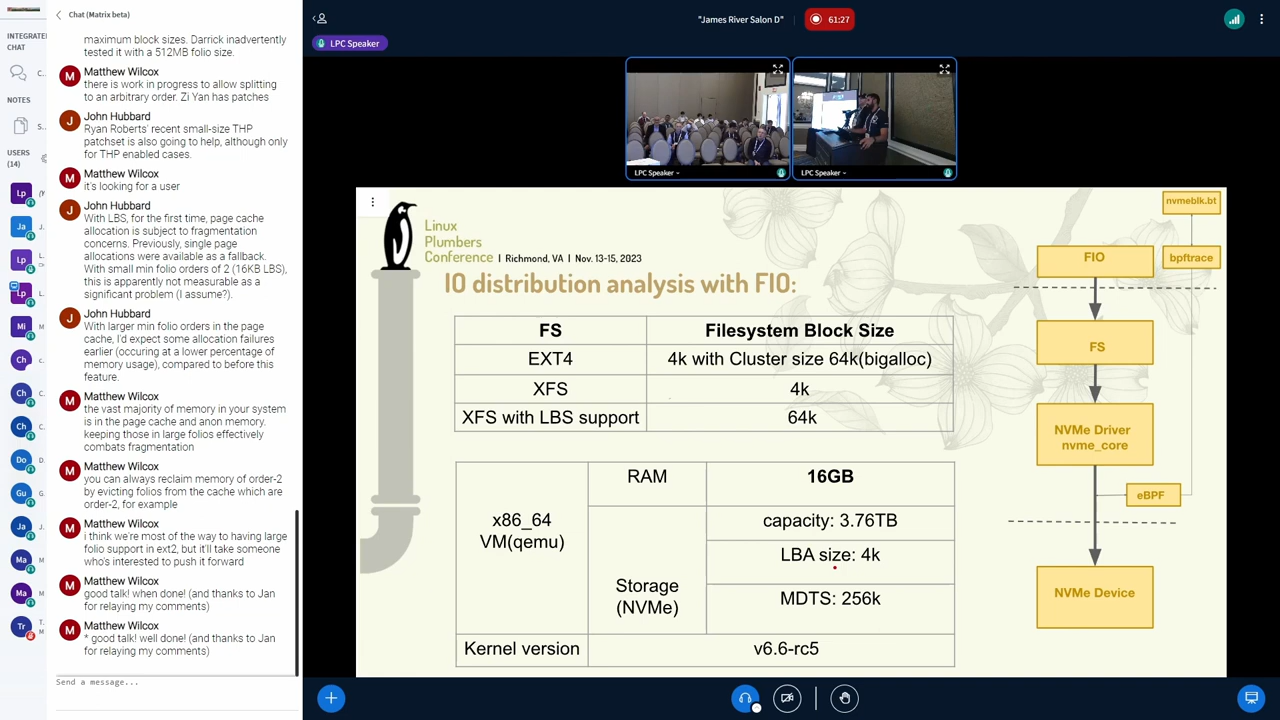 Chat (Matrix beta)
INTEGRATE
CHAT
C..
NOTES
S..
USERS
(14)
maximum block sizes. Darrick inadvertently
tested it with a 512MB folio size.
Matthew Wilcox
there is work in progress to allow splitting
to an arbitrary order. Zi Yan has patches
John Hubbard
Ryan Roberts' recent small-size THP
patchset is also going to help, although only
for THP enabled cases.
Matthew Wilcox
it's looking for a user
John Hubbard
With LBS, for the first time, page cache
allocation is subject to fragmentation
concerns. Previously, single page
allocations were available as a fallback.
With small min folio orders of 2 (16KB LBS),
this is apparently not measurable as a
significant problem (I assume?).
John Hubbard
With larger min folio orders in the page
cache, I'd expect some allocation failures
earlier (occuring at a lower percentage of
memory usage), compared to before this
feature.
Matthew Wilcox
the vast majority of memory in your system
is in the page cache and anon memory.
keeping those in large folios effectively
combats fragmentation
Matthew Wilcox
you can always reclaim memory of order-2
by evicting folios from the cache which are
order-2, for example
Matthew Wilcox
i think we're most of the way to having large
folio support in ext2, but it'll take someone
who's interested to push it forward
Matthew Wilcox
good talk! when done! (and thanks to Jan
for relaying my comments)
Matthew Wilcox
* good talk! well done! (and thanks to Jan
for relaying my comments)
Send a message...
M
M
J
M
J
J
M
M
M
M
M
Lp
Ja
Lp
Lp
Mi
Ch
Ch
Ch
Do
Gu
Ja
Ma
Ma
Tr
"James River Salon D"
61:27
LPC Speaker
LPC Speaker
LPC Speaker
Linux
Plumbers
Conference | Richmond, VA | Nov. 13-15, 2023
IO distribution analysis with FIO:
FS Filesystem Block Size
EXT4 4k with Cluster size 64k(bigalloc)
XFS 4k
XFS with LBS support 64k
x86_64
VM(qemu)
RAM 16GB
Storage
(NVMe)
capacity: 3.76TB
LBA size: 4k
MDTS: 256k
Kernel version v6.6-rc5
nvmeblk.bt
bpftrace
FIO
FS
NVMe Driver
nvme_core
eBPF
NVMe Device